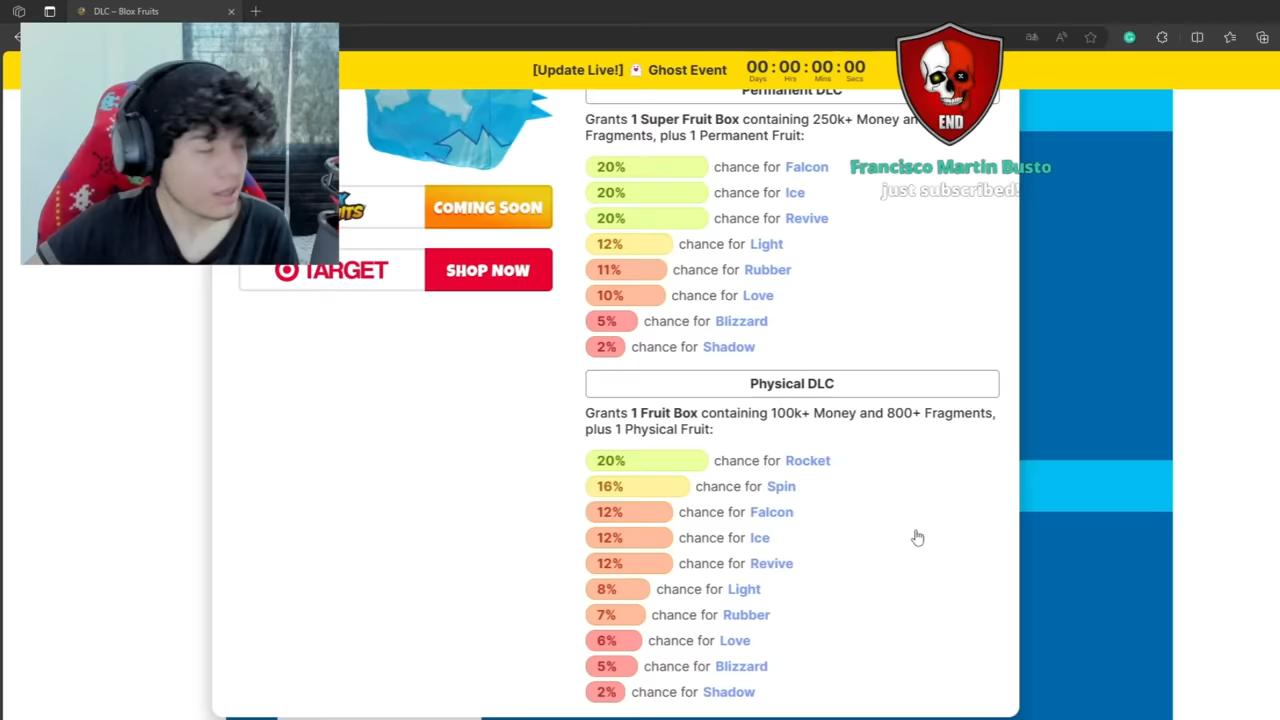 DLC – Blox Fruits
[Update Live!] 👻 Ghost Event 00:00:00:00
Days Hrs Mins Secs
END
Permanent DLC
Grants 1 Super Fruit Box containing 250k+ Money an
Fragments, plus 1 Permanent Fruit:
Francisco Martin Busto
just subscribed!
20% chance for Falcon
20% chance for Ice
20% chance for Revive
12% chance for Light
11% chance for Rubber
10% chance for Love
5% chance for Blizzard
2% chance for Shadow
COMING SOON
TARGET SHOP NOW
Physical DLC
Grants 1 Fruit Box containing 100k+ Money and 800+ Fragments,
plus 1 Physical Fruit:
20% chance for Rocket
16% chance for Spin
12% chance for Falcon
12% chance for Ice
12% chance for Revive
8% chance for Light
7% chance for Rubber
6% chance for Love
5% chance for Blizzard
2% chance for Shadow